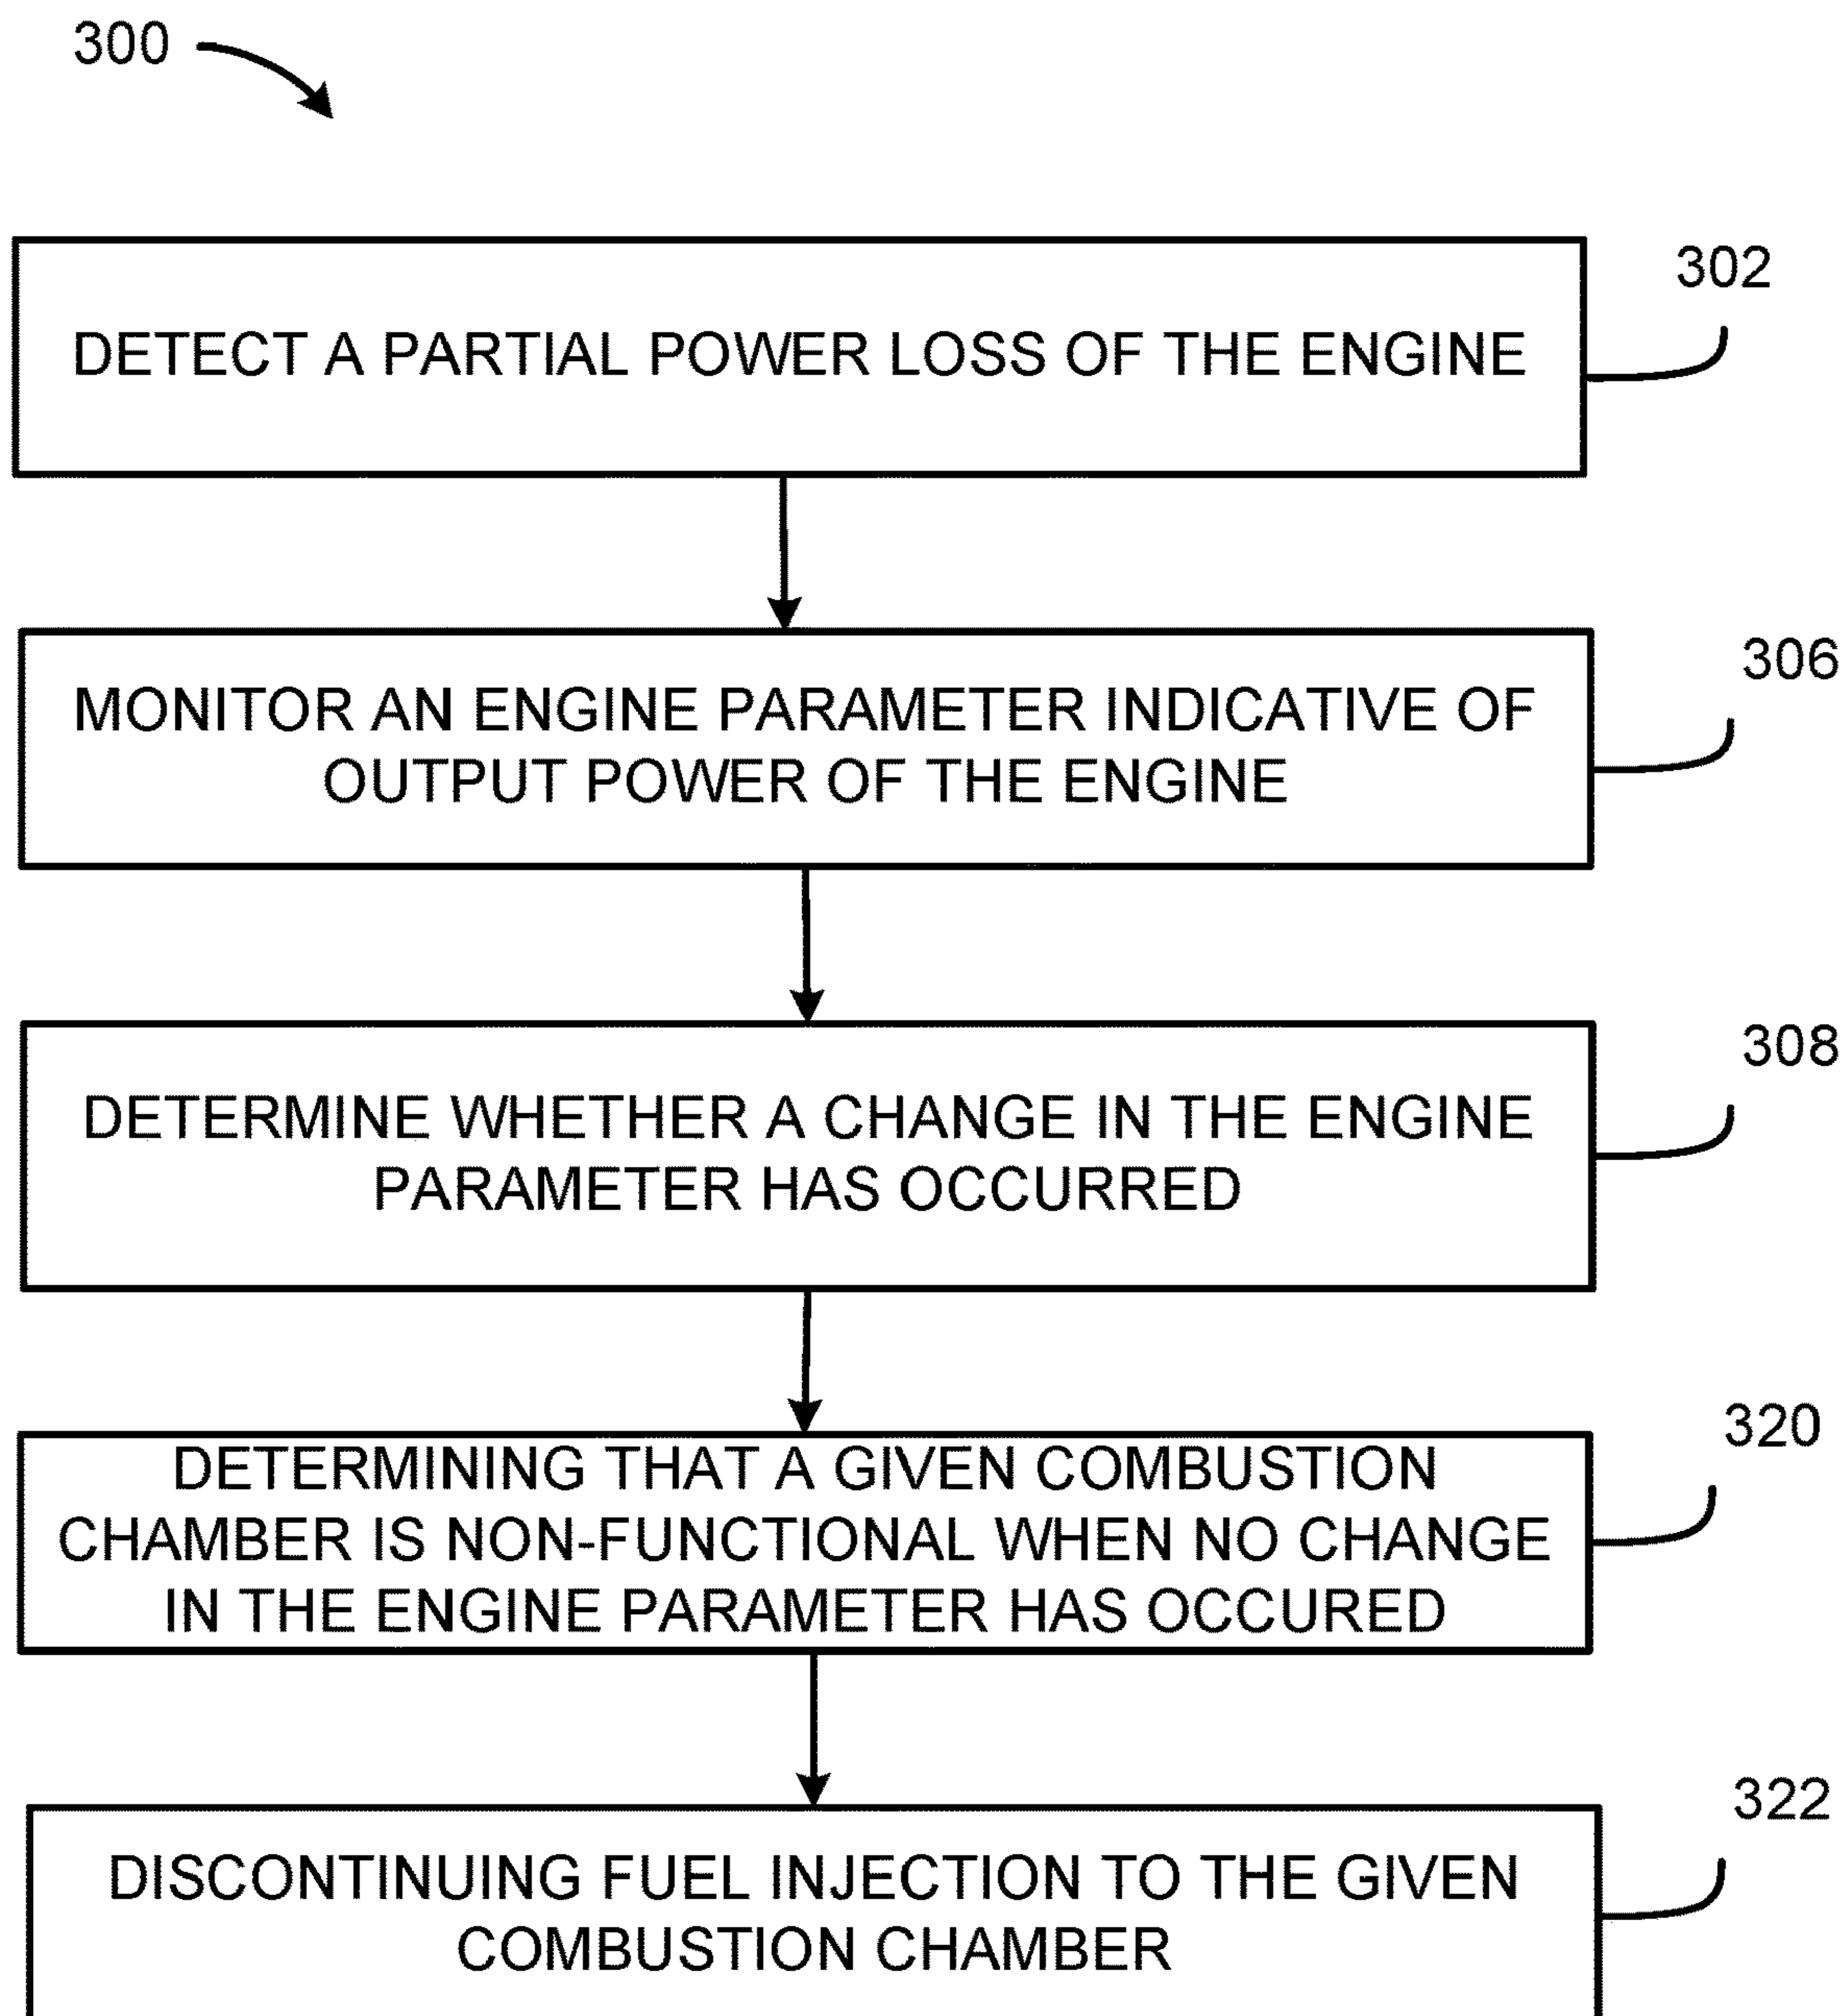 300
302
DETECT A PARTIAL POWER LOSS OF THE ENGINE
306
MONITOR AN ENGINE PARAMETER INDICATIVE OF
OUTPUT POWER OF THE ENGINE
308
DETERMINE WHETHER A CHANGE IN THE ENGINE
PARAMETER HAS OCCURRED
320
DETERMINING THAT A GIVEN COMBUSTION
CHAMBER IS NON-FUNCTIONAL WHEN NO CHANGE
IN THE ENGINE PARAMETER HAS OCCURED
322
DISCONTINUING FUEL INJECTION TO THE GIVEN
COMBUSTION CHAMBER